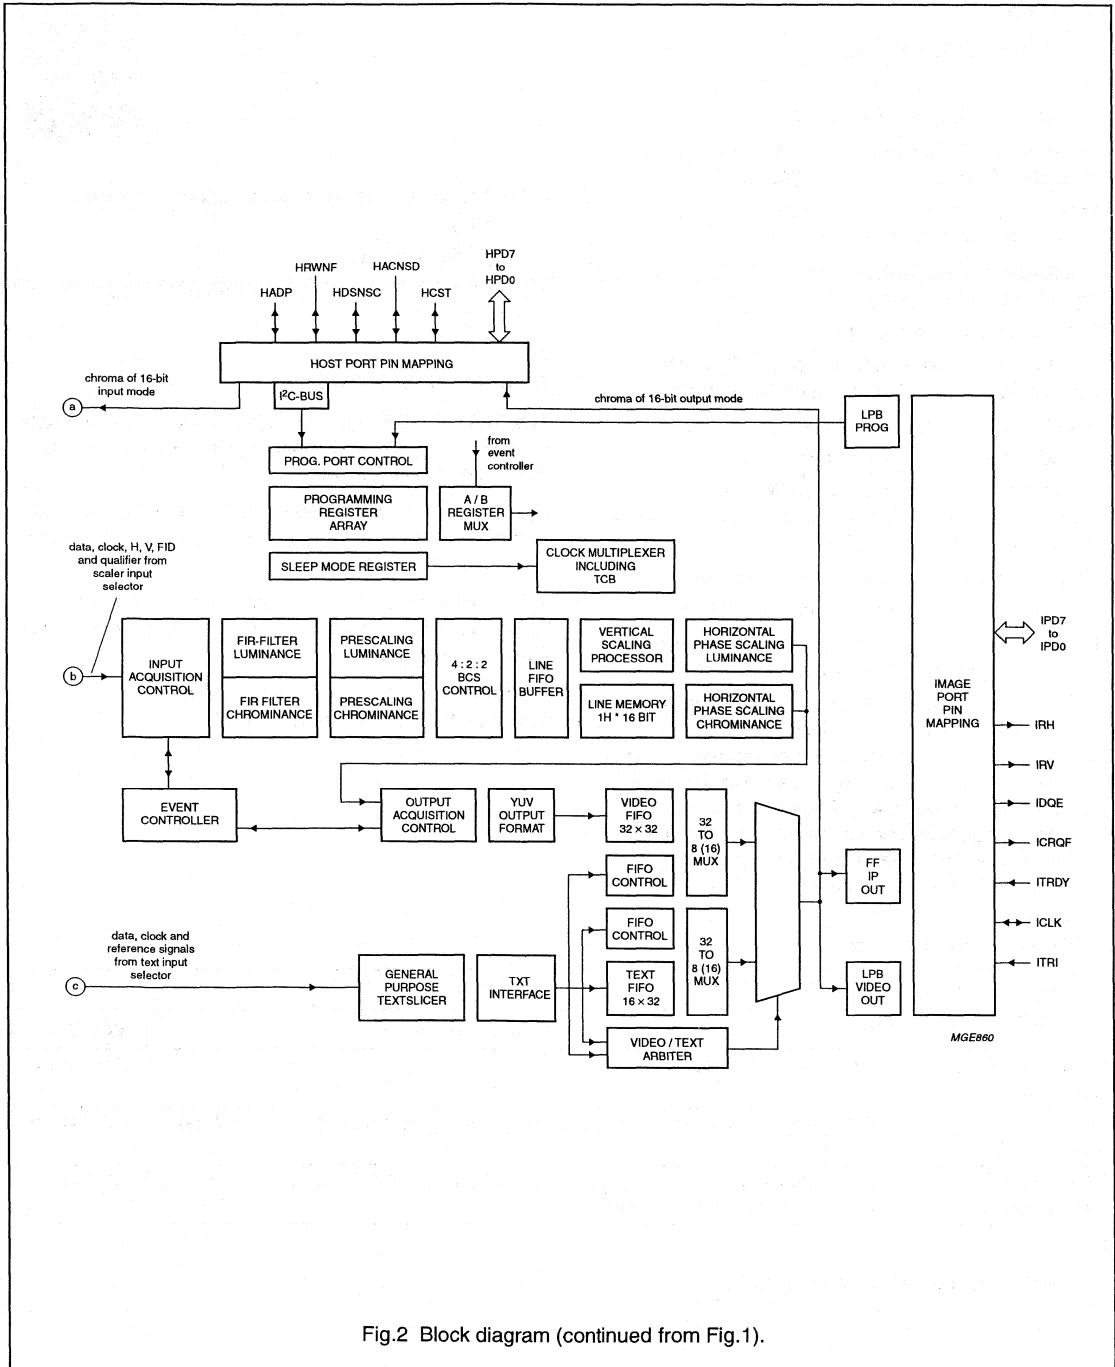 HPD7
to
HPD0
HRWNF
HACNSD
HADP
HDSNSC
HCST
HOST PORT PIN MAPPING
chroma of 16-bit
input mode
a
I²C-BUS
chroma of 16-bit output mode
LPB
PROG
from
event
controller
PROG. PORT CONTROL
PROGRAMMING
REGISTER
ARRAY
A / B
REGISTER
MUX
data, clock, H, V, FID
and qualifier from
scaler input
selector
SLEEP MODE REGISTER
CLOCK MULTIPLEXER
INCLUDING
TCB
b
INPUT
ACQUISITION
CONTROL
FIR-FILTER
LUMINANCE
FIR FILTER
CHROMINANCE
PRESCALING
LUMINANCE
PRESCALING
CHROMINANCE
4 : 2 : 2
BCS
CONTROL
LINE
FIFO
BUFFER
VERTICAL
SCALING
PROCESSOR
LINE MEMORY
1H * 16 BIT
HORIZONTAL
PHASE SCALING
LUMINANCE
HORIZONTAL
PHASE SCALING
CHROMINANCE
IMAGE
PORT
PIN
MAPPING
IPD7
to
IPD0
IRH
IRV
IDQE
ICRQF
ITRDY
ICLK
ITRI
EVENT
CONTROLLER
OUTPUT
ACQUISITION
CONTROL
YUV
OUTPUT
FORMAT
VIDEO
FIFO
32 × 32
32
TO
8 (16)
MUX
FIFO
CONTROL
FF
IP
OUT
data, clock and
reference signals
from text input
selector
c
GENERAL
PURPOSE
TEXTSLICER
TXT
INTERFACE
FIFO
CONTROL
TEXT
FIFO
16 × 32
32
TO
8 (16)
MUX
LPB
VIDEO
OUT
VIDEO / TEXT
ARBITER
MGE860
Fig.2 Block diagram (continued from Fig.1).